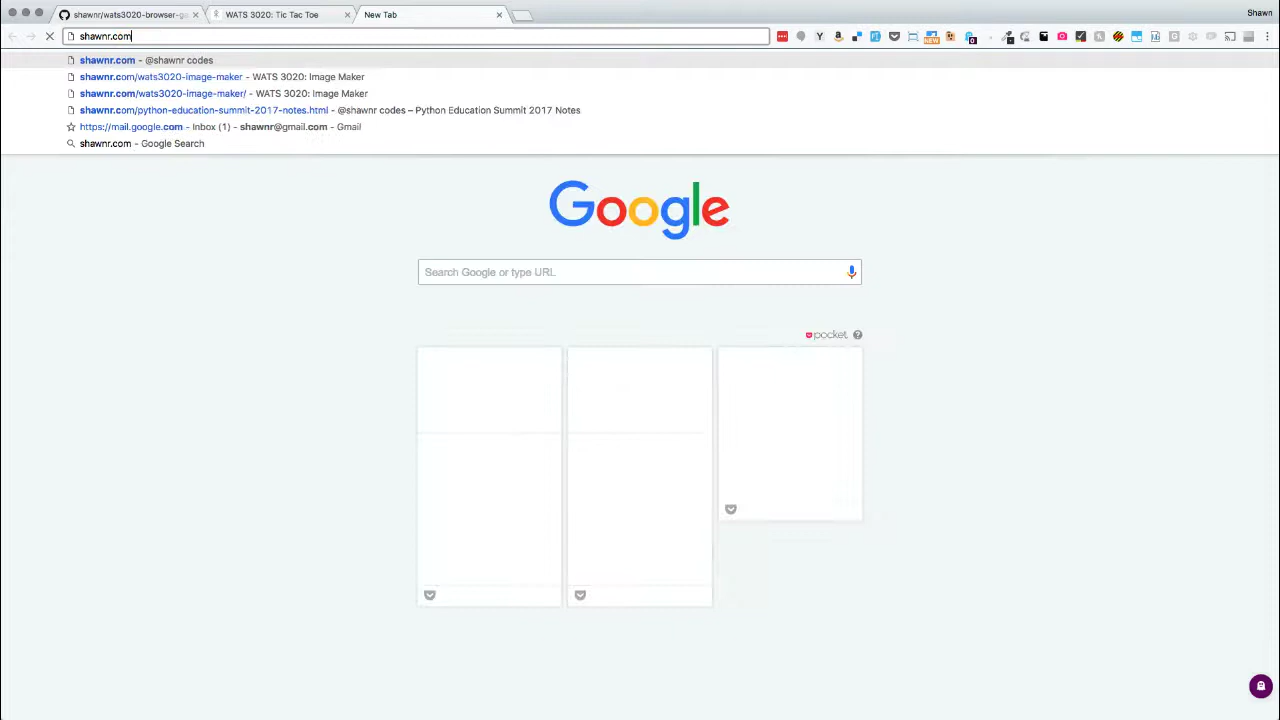 shawnr/wats3020-browser-ga
WATS 3020: Tic Tac Toe
New Tab
Shawn
shawnr.com
shawnr.com - @shawnr codes
shawnr.com/wats3020-image-maker - WATS 3020: Image Maker
shawnr.com/wats3020-image-maker/ - WATS 3020: Image Maker
shawnr.com/python-education-summit-2017-notes.html - @shawnr codes – Python Education Summit 2017 Notes
https://mail.google.com - Inbox (1) - shawnr@gmail.com - Gmail
shawnr.com - Google Search
Google
Search Google or type URL
pocket